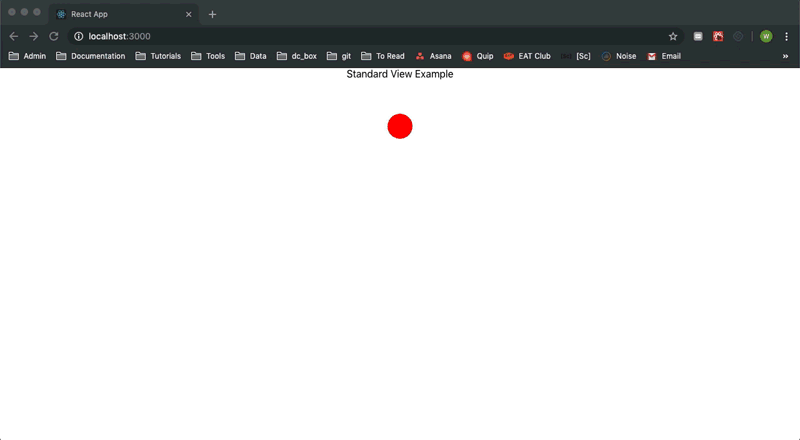 React App
localhost:3000
W
Admin Documentation Tutorials Tools Data dc_box git To Read Asana Quip EAT Club [Sc] Noise Email »
Standard View Example